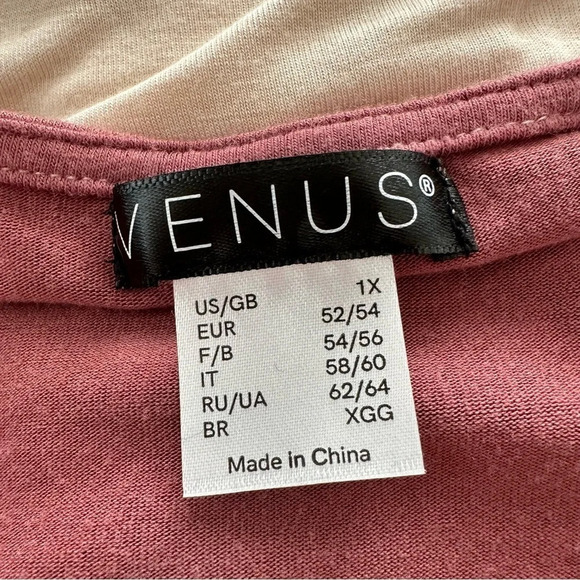 VENUS®
US/GB 1X
EUR 52/54
F/B 54/56
IT 58/60
RU/UA 62/64
BR XGG
Made in China